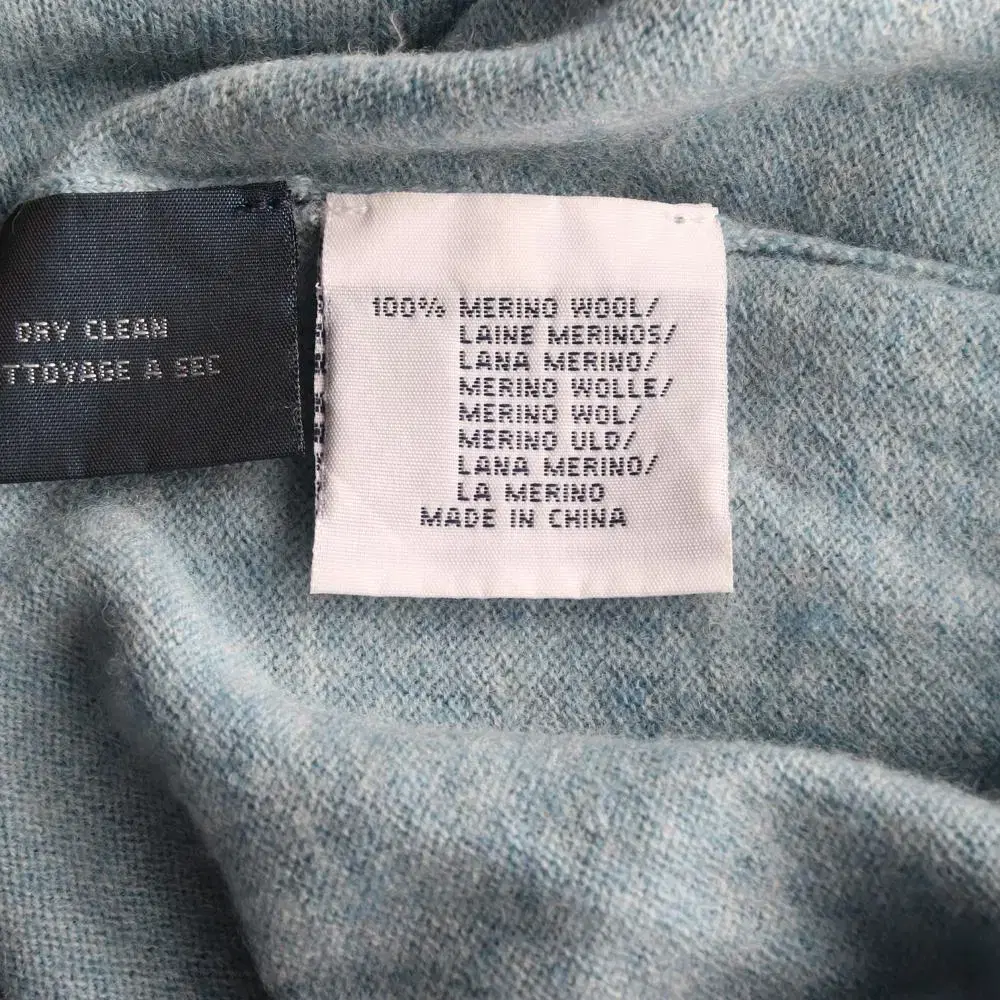 DRY CLEAN
TTOYAGE A SEC
100% MERINO WOOL/
LAINE MERINOS/
LANA MERINO/
MERINO WOLLE/
MERINO WOL/
MERINO ULD/
LANA MERINO/
LA MERINO
MADE IN CHINA